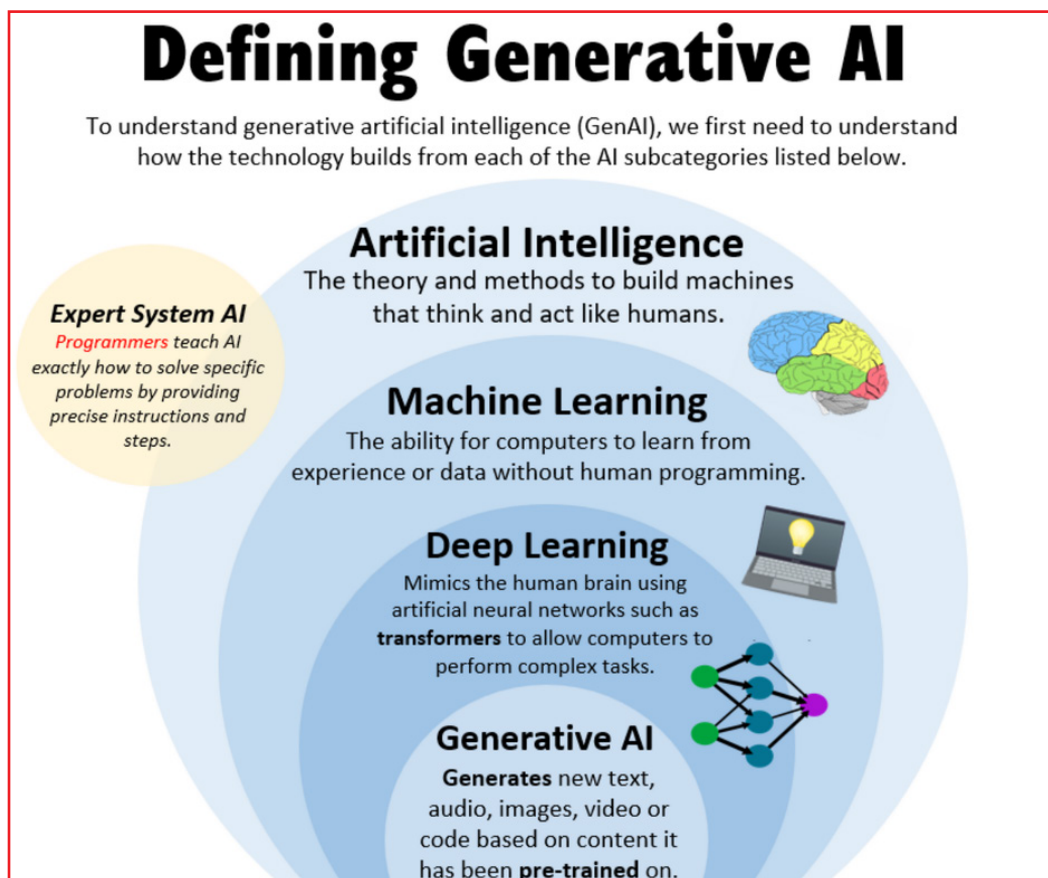 Defining Generative AI
To understand generative artificial intelligence (GenAI), we first need to understand
how the technology builds from each of the AI subcategories listed below.
Artificial Intelligence
The theory and methods to build machines
that think and act like humans.
Expert System AI
Programmers teach AI
exactly how to solve specific
problems by providing
precise instructions and
steps.
Machine Learning
The ability for computers to learn from
experience or data without human programming.
Deep Learning
Mimics the human brain using
artificial neural networks such as
transformers to allow computers to
perform complex tasks.
Generative AI
Generates new text,
audio, images, video or
code based on content it
has been pre-trained on.